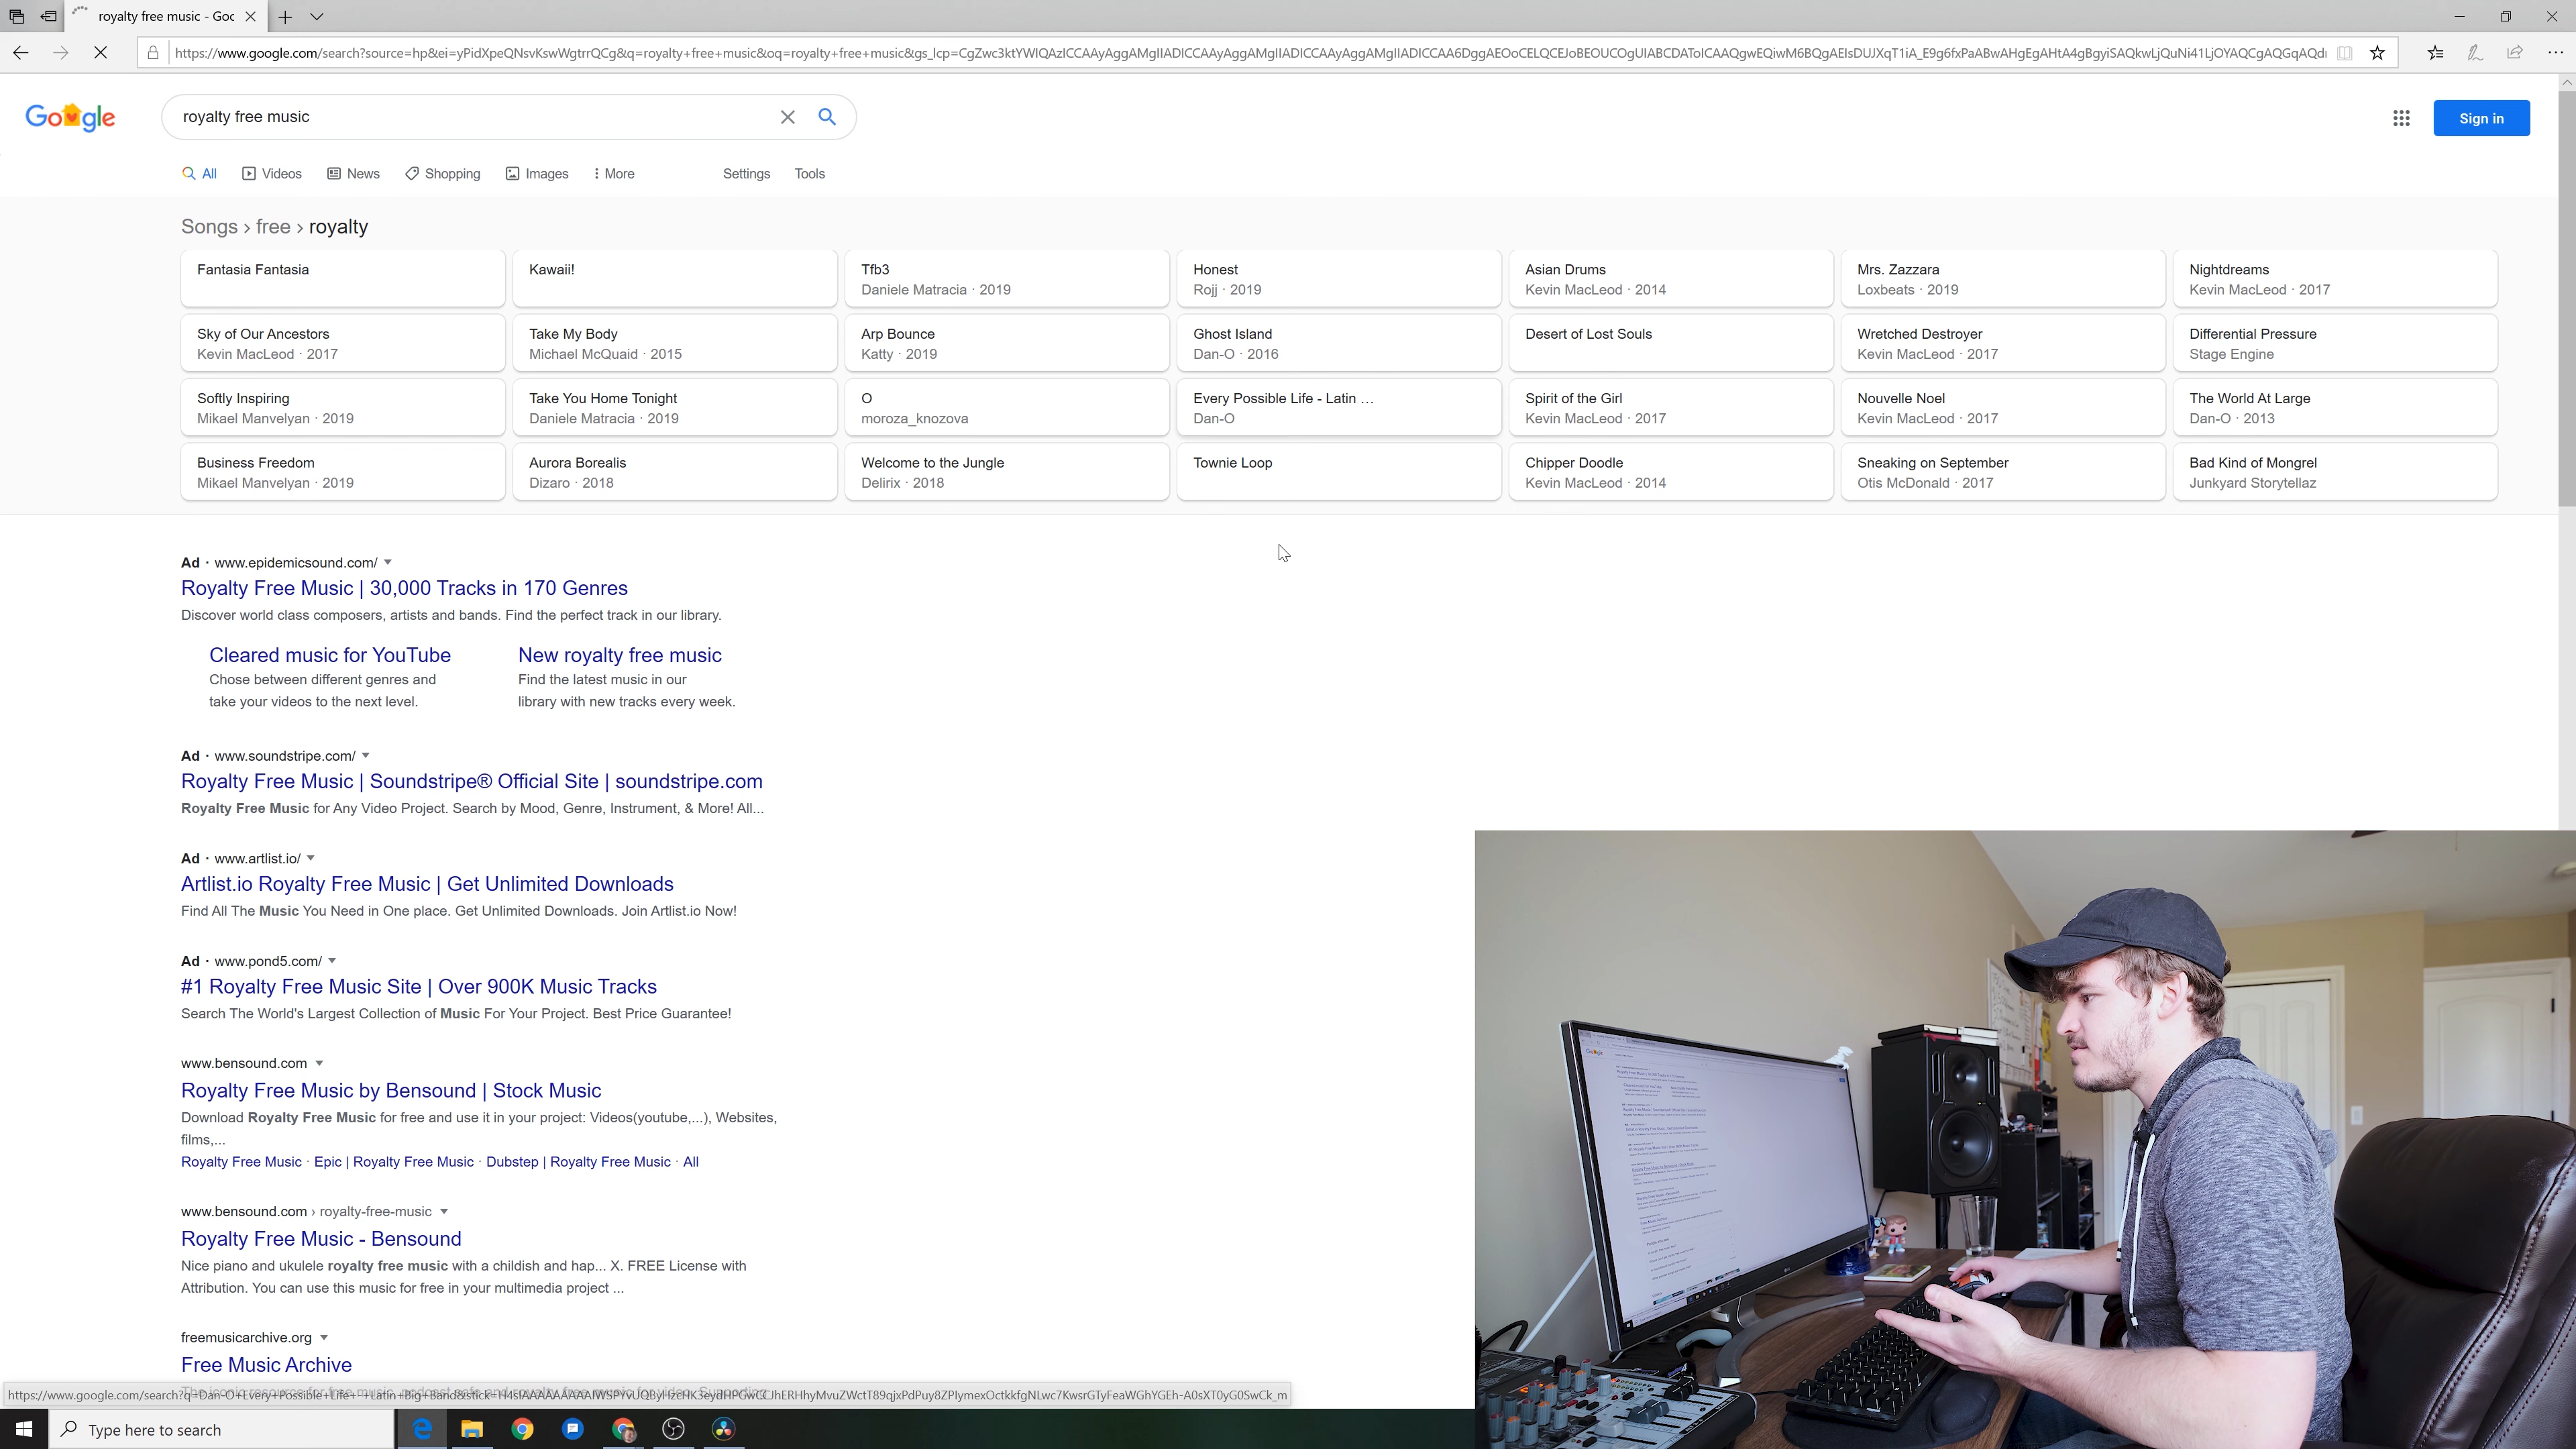 royalty free music - Goo
https://www.google.com/search?source=hp&ei=yPidXpeQNsvKswWgtrrQCg&q=royalty+free+music&oq=royalty+free+music&gs_lcp=
Google
royalty free music
Sign in
All Videos News Shopping Images More Settings Tools
Songs › free › royalty
Fantasia Fantasia
Kawaii!
Tfb3
Daniele Matracia · 2019
Honest
Rojj · 2019
Asian Drums
Kevin MacLeod · 2014
Mrs. Zazzara
Loxbeats · 2019
Nightdreams
Kevin MacLeod · 2017
Sky of Our Ancestors
Kevin MacLeod · 2017
Take My Body
Michael McQuaid · 2015
Arp Bounce
Katty · 2019
Ghost Island
Dan-O · 2016
Desert of Lost Souls
Wretched Destroyer
Kevin MacLeod · 2017
Differential Pressure
Stage Engine
Softly Inspiring
Mikael Manvelyan · 2019
Take You Home Tonight
Daniele Matracia · 2019
O
moroza_knozova
Every Possible Life - Latin ...
Dan-O
Spirit of the Girl
Kevin MacLeod · 2017
Nouvelle Noel
Kevin MacLeod · 2017
The World At Large
Dan-O · 2013
Business Freedom
Mikael Manvelyan · 2019
Aurora Borealis
Dizaro · 2018
Welcome to the Jungle
Delirix · 2018
Townie Loop
Chipper Doodle
Kevin MacLeod · 2014
Sneaking on September
Otis McDonald · 2017
Bad Kind of Mongrel
Junkyard Storytellaz
Ad · www.epidemicsound.com/
Royalty Free Music | 30,000 Tracks in 170 Genres
Discover world class composers, artists and bands. Find the perfect track in our library.
Cleared music for YouTube
Chose between different genres and
take your videos to the next level.
New royalty free music
Find the latest music in our
library with new tracks every week.
Ad · www.soundstripe.com/
Royalty Free Music | Soundstripe® Official Site | soundstripe.com
Royalty Free Music for Any Video Project. Search by Mood, Genre, Instrument, & More! All...
Ad · www.artlist.io/
Artlist.io Royalty Free Music | Get Unlimited Downloads
Find All The Music You Need in One place. Get Unlimited Downloads. Join Artlist.io Now!
Ad · www.pond5.com/
#1 Royalty Free Music Site | Over 900K Music Tracks
Search The World's Largest Collection of Music For Your Project. Best Price Guarantee!
www.bensound.com
Royalty Free Music by Bensound | Stock Music
Download Royalty Free Music for free and use it in your project: Videos(youtube,...), Websites,
films,...
Royalty Free Music · Epic | Royalty Free Music · Dubstep | Royalty Free Music · All
www.bensound.com › royalty-free-music
Royalty Free Music - Bensound
Nice piano and ukulele royalty free music with a childish and hap... X. FREE License with
Attribution. You can use this music for free in your multimedia project ...
freemusicarchive.org
Free Music Archive
https://www.google.com/search?q=Dan-O+Every+Possible+Life+-+Latin+Big+Band&stick=
Type here to search